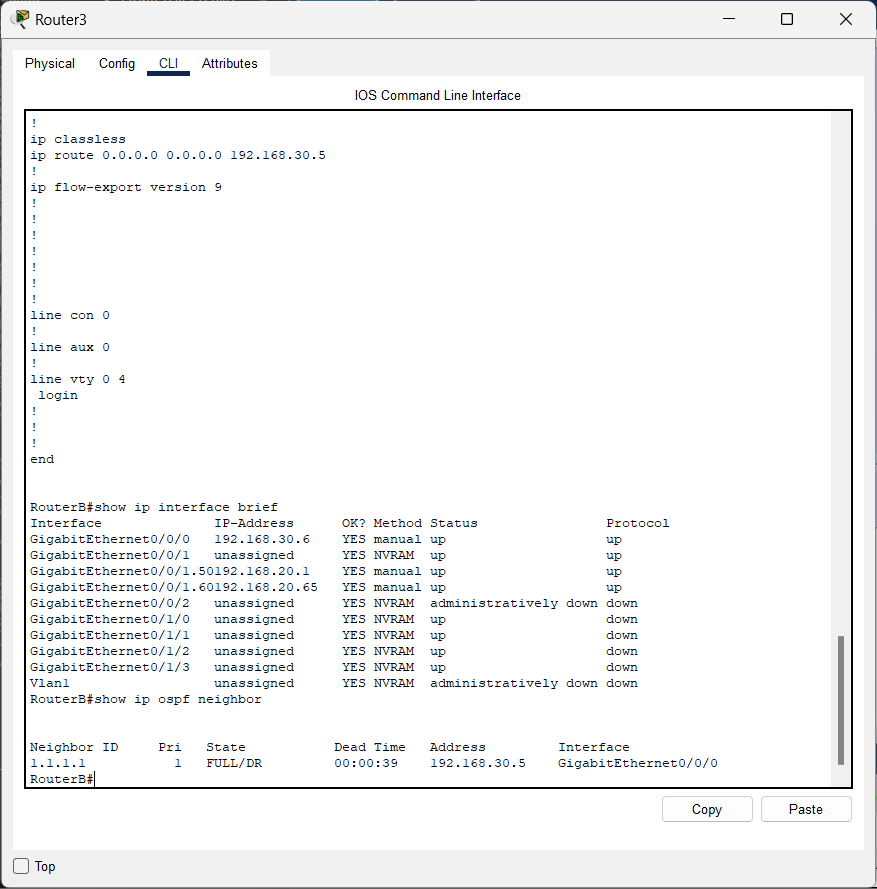 Router3
Physical Config CLI Attributes
IOS Command Line Interface
!
ip classless
ip route 0.0.0.0 0.0.0.0 192.168.30.5
!
ip flow-export version 9
!
!
!
!
!
!
!
line con 0
!
line aux 0
!
line vty 0 4
 login
!
!
!
end
RouterB#show ip interface brief
Interface              IP-Address      OK? Method Status                Protocol
GigabitEthernet0/0/0   192.168.30.6    YES manual up                    up
GigabitEthernet0/0/1   unassigned      YES NVRAM  up                    up
GigabitEthernet0/0/1.50192.168.20.1    YES manual up                    up
GigabitEthernet0/0/1.60192.168.20.65   YES manual up                    up
GigabitEthernet0/0/2   unassigned      YES NVRAM  administratively down down
GigabitEthernet0/1/0   unassigned      YES NVRAM  up                    down
GigabitEthernet0/1/1   unassigned      YES NVRAM  up                    down
GigabitEthernet0/1/2   unassigned      YES NVRAM  up                    down
GigabitEthernet0/1/3   unassigned      YES NVRAM  up                    down
Vlan1                  unassigned      YES NVRAM  administratively down down
RouterB#show ip ospf neighbor
Neighbor ID     Pri   State           Dead Time   Address         Interface
1.1.1.1           1   FULL/DR         00:00:39    192.168.30.5    GigabitEthernet0/0/0
RouterB#
Copy Paste
Top